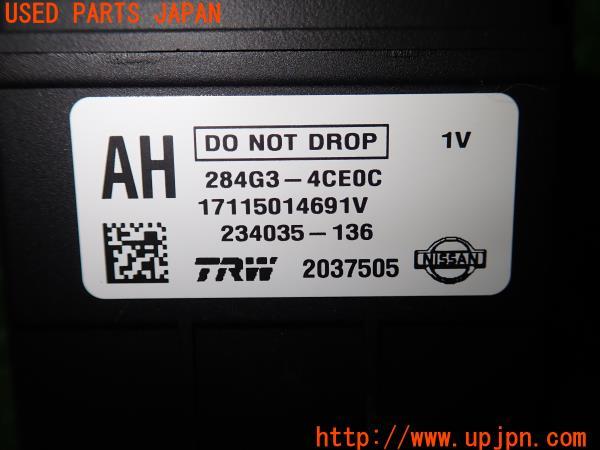 USED PARTS JAPAN
AH
DO NOT DROP
1V
284G3-4CE0C
17115014691V
234035-136
TRW 2037505 NISSAN
http://www.upjpn.com